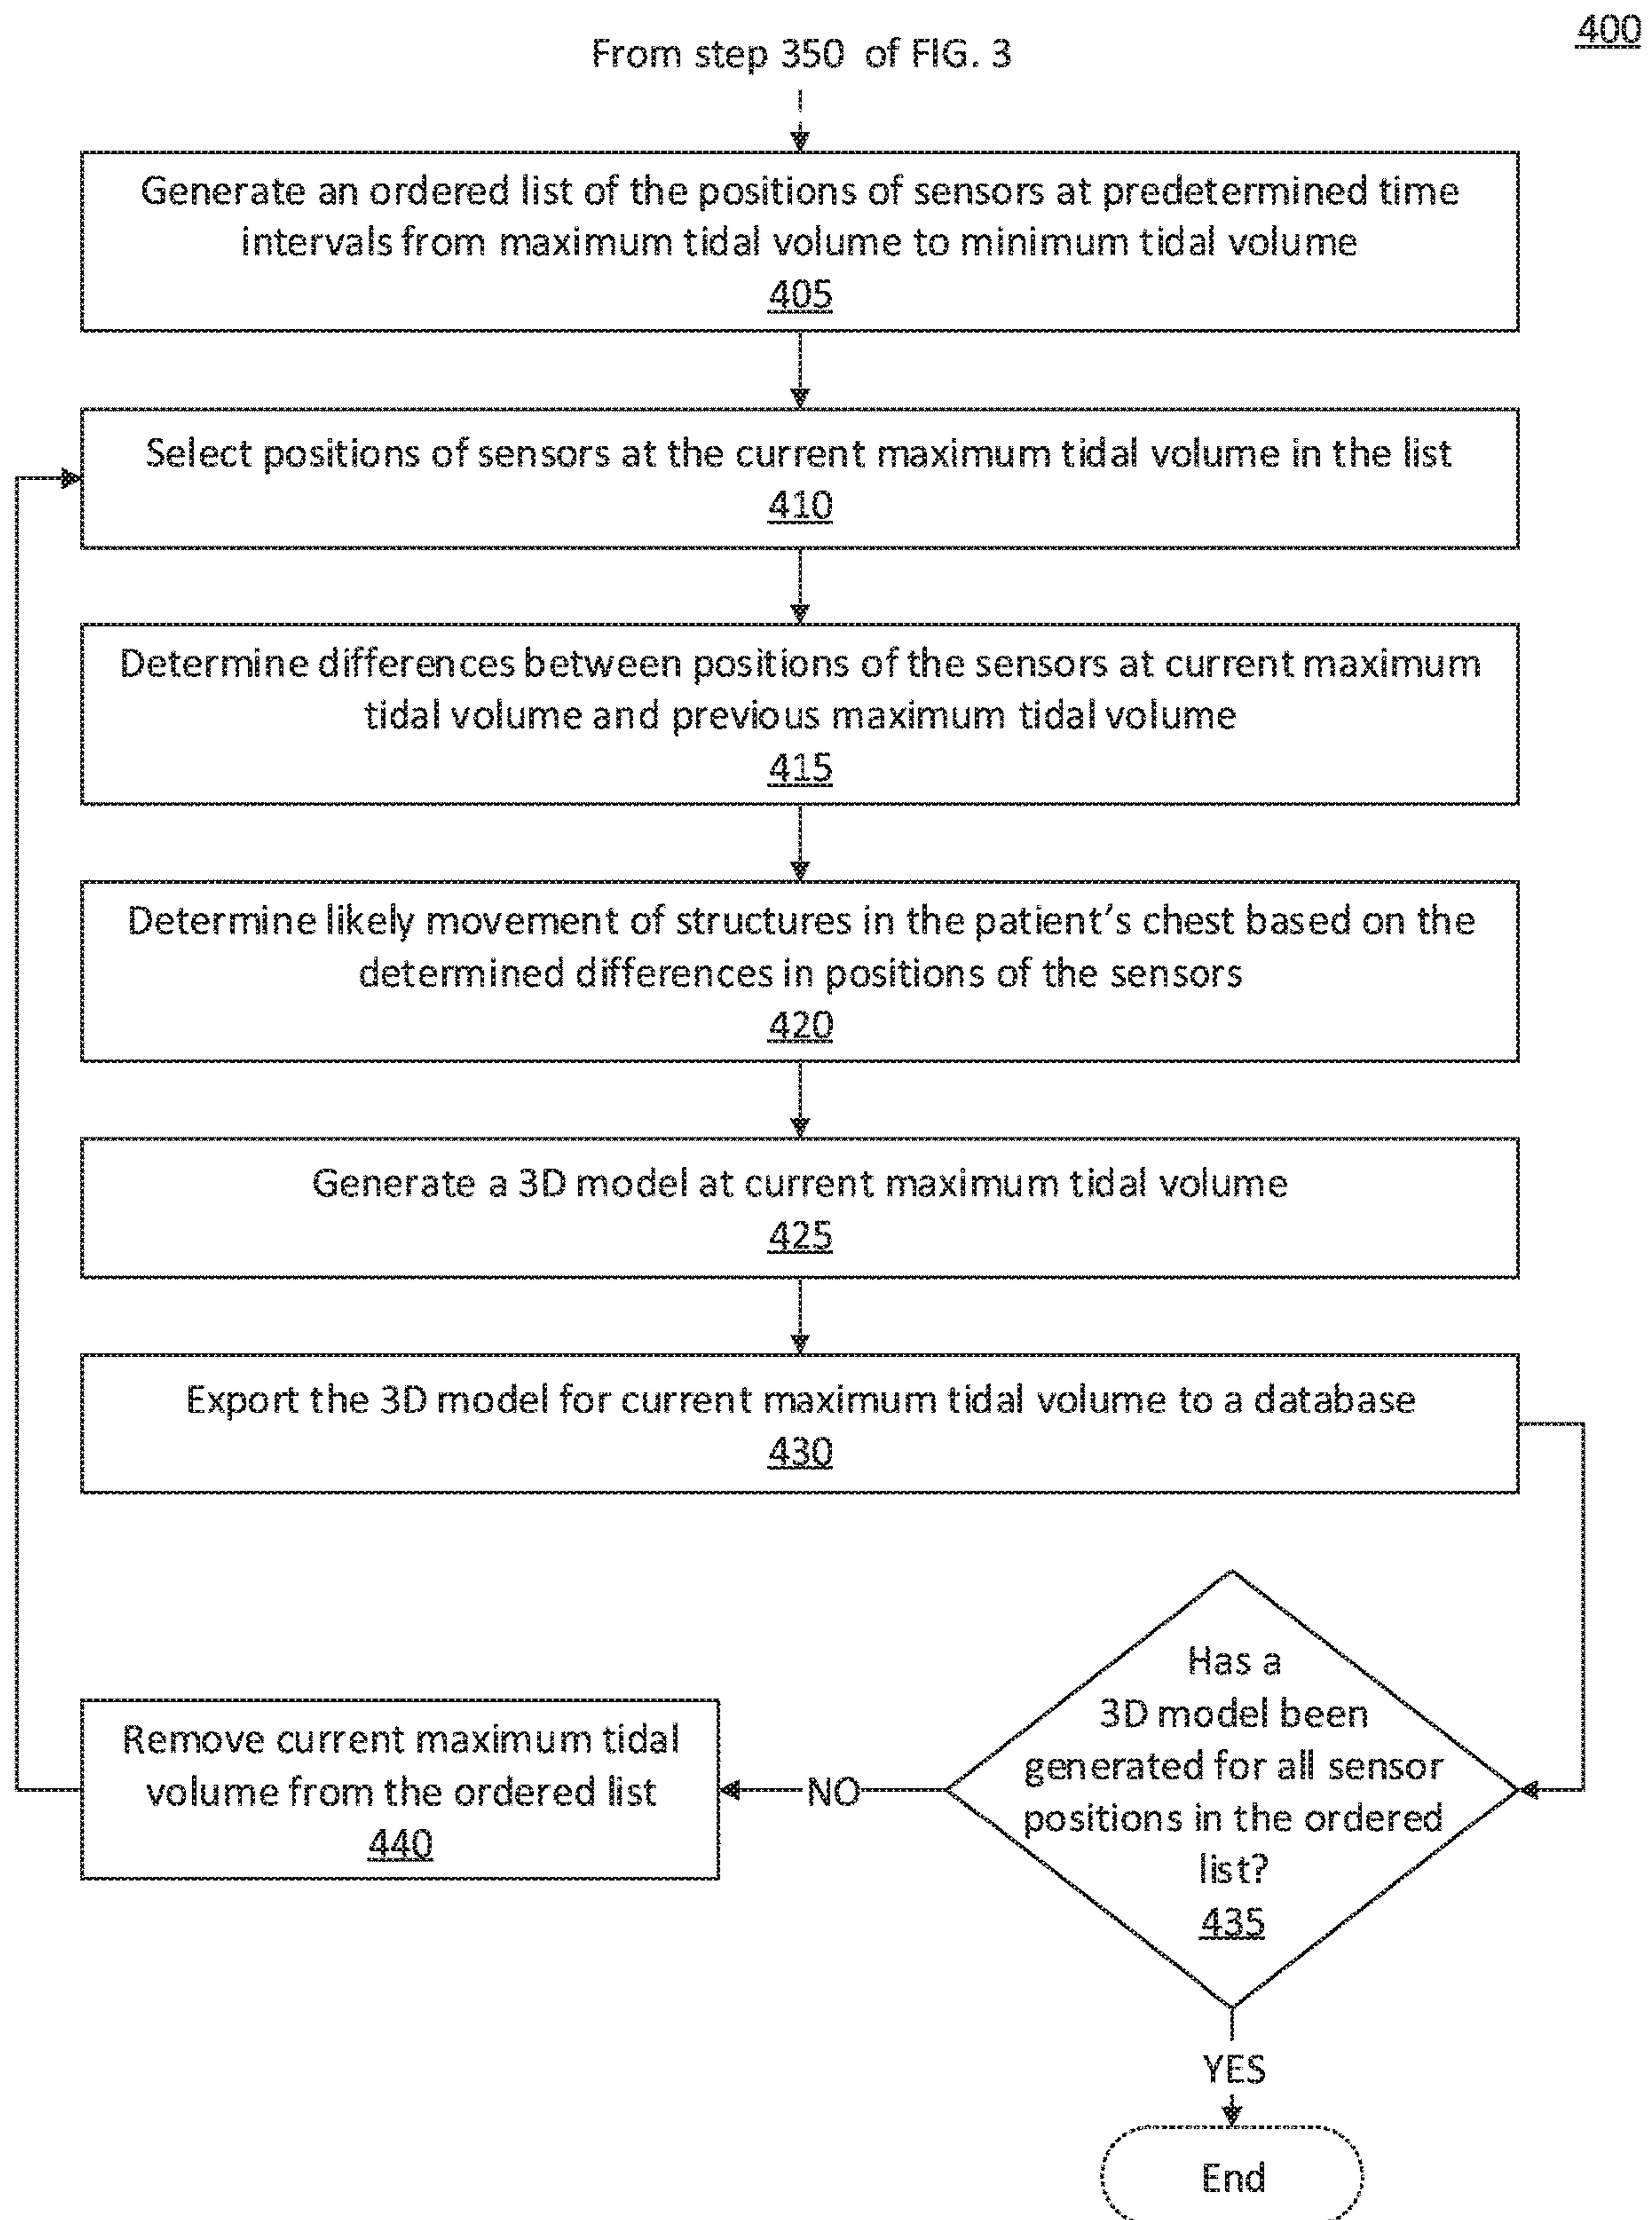 400
From step 350 of FIG. 3
Generate an ordered list of the positions of sensors at predetermined time
intervals from maximum tidal volume to minimum tidal volume
405
Select positions of sensors at the current maximum tidal volume in the list
410
Determine differences between positions of the sensors at current maximum
tidal volume and previous maximum tidal volume
415
Determine likely movement of structures in the patient's chest based on the
determined differences in positions of the sensors
420
Generate a 3D model at current maximum tidal volume
425
Export the 3D model for current maximum tidal volume to a database
430
Has a
3D model been
generated for all sensor
positions in the ordered
list?
435
NO
Remove current maximum tidal
volume from the ordered list
440
YES
End